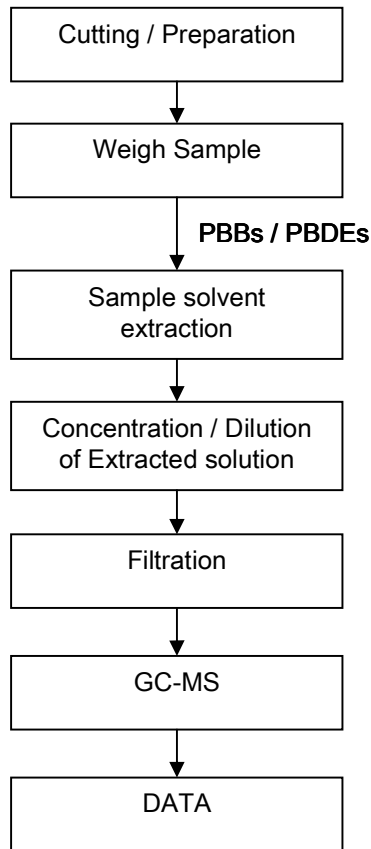 Cutting / Preparation
Weigh Sample
PBBs / PBDEs
Sample solvent
extraction
Concentration / Dilution
of Extracted solution
Filtration
GC-MS
DATA